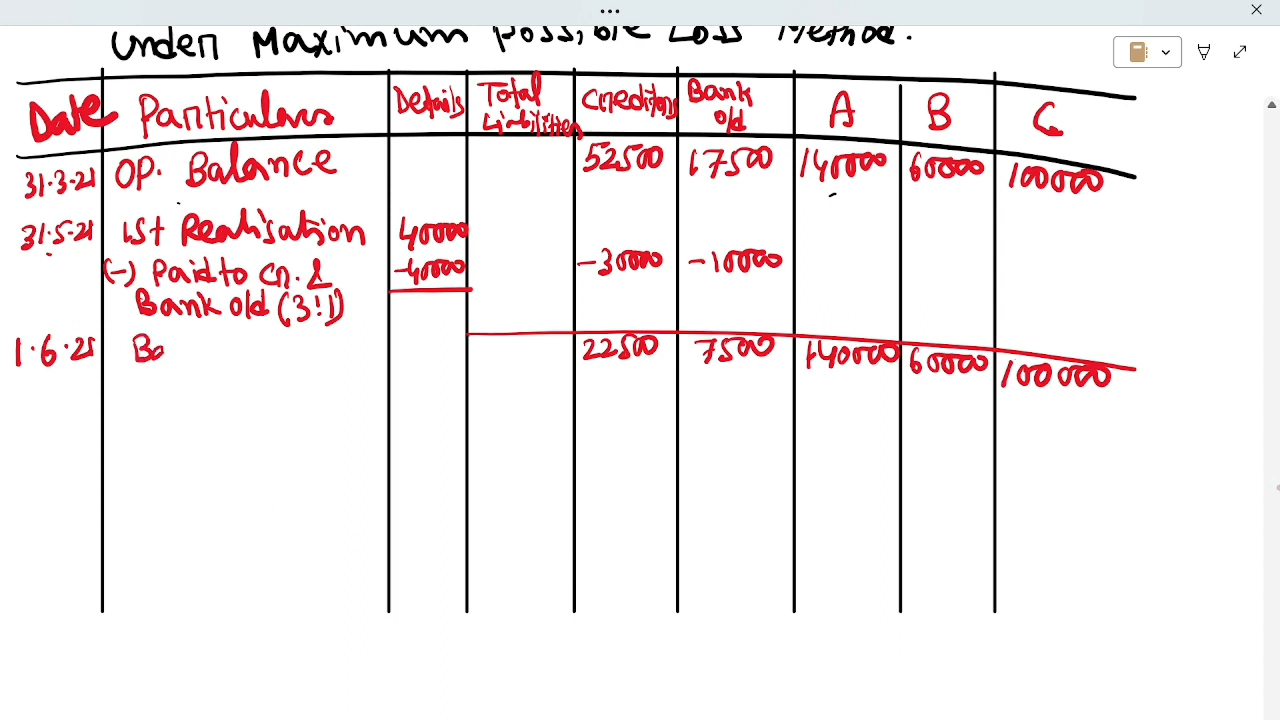 Under Maximum Possible Loss Method.
Date Particulars Details Total Liabilities Creditors Bank o/d A B C
31.3.21 OP. Balance 52500 17500 140000 60000 100000
31.5.21 1st Realisation 40000
(-) Paid to Cr. & -40000 -30000 -10000
Bank o/d (3:1)
1.6.21 Ba 22500 7500 140000 60000 100000